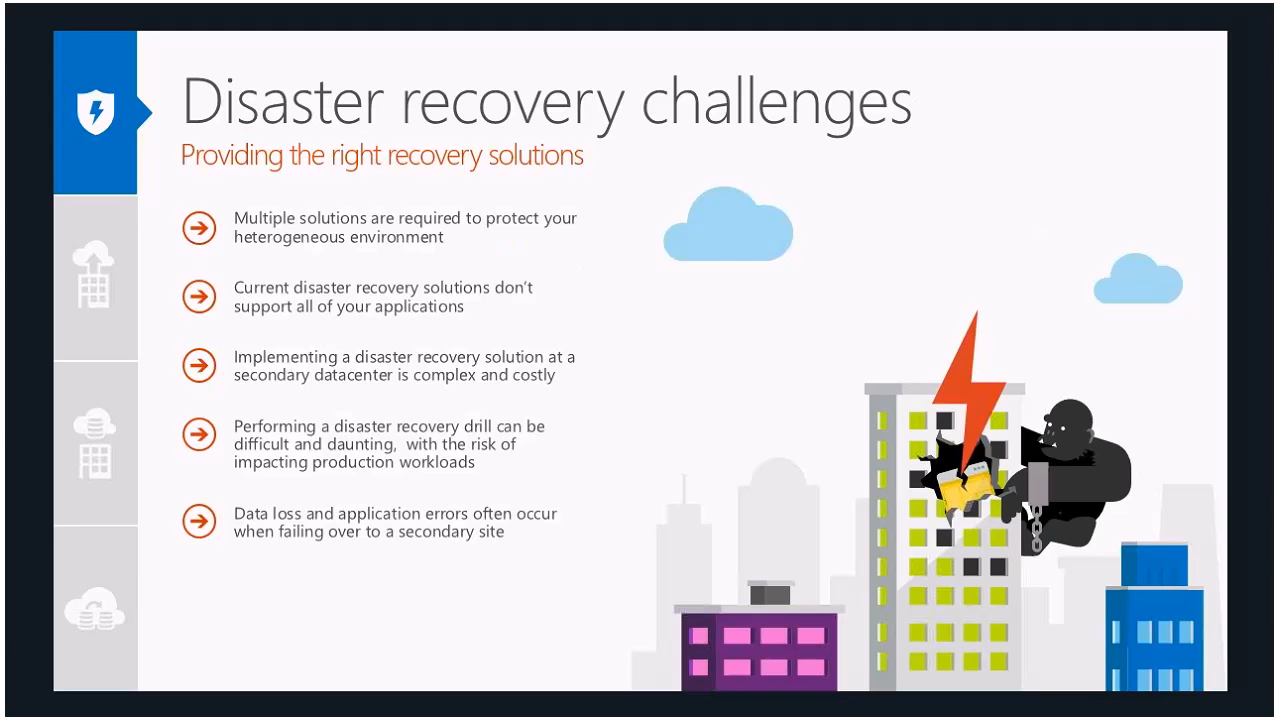 Disaster recovery challenges
Providing the right recovery solutions
Multiple solutions are required to protect your
heterogeneous environment
Current disaster recovery solutions don't
support all of your applications
Implementing a disaster recovery solution at a
secondary datacenter is complex and costly
Performing a disaster recovery drill can be
difficult and daunting,  with the risk of
impacting production workloads
Data loss and application errors often occur
when failing over to a secondary site